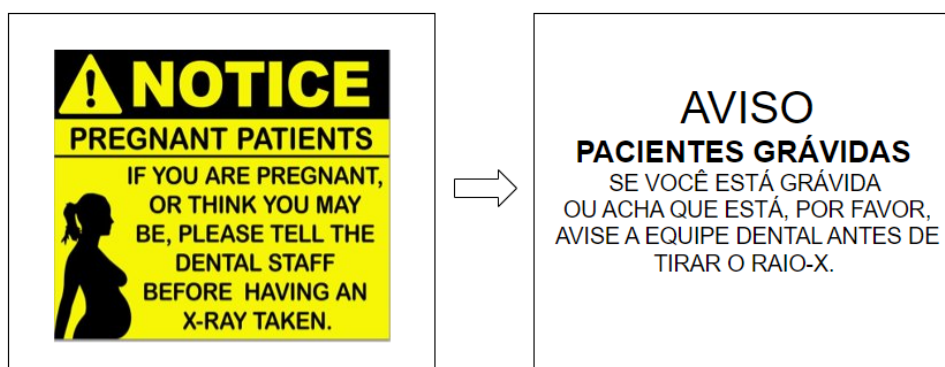 NOTICE
PREGNANT PATIENTS
IF YOU ARE PREGNANT,
OR THINK YOU MAY
BE, PLEASE TELL THE
DENTAL STAFF
BEFORE HAVING AN
X-RAY TAKEN.
AVISO
PACIENTES GRÁVIDAS
SE VOCÊ ESTÁ GRÁVIDA
OU ACHA QUE ESTÁ, POR FAVOR,
AVISE A EQUIPE DENTAL ANTES DE
TIRAR O RAIO-X.